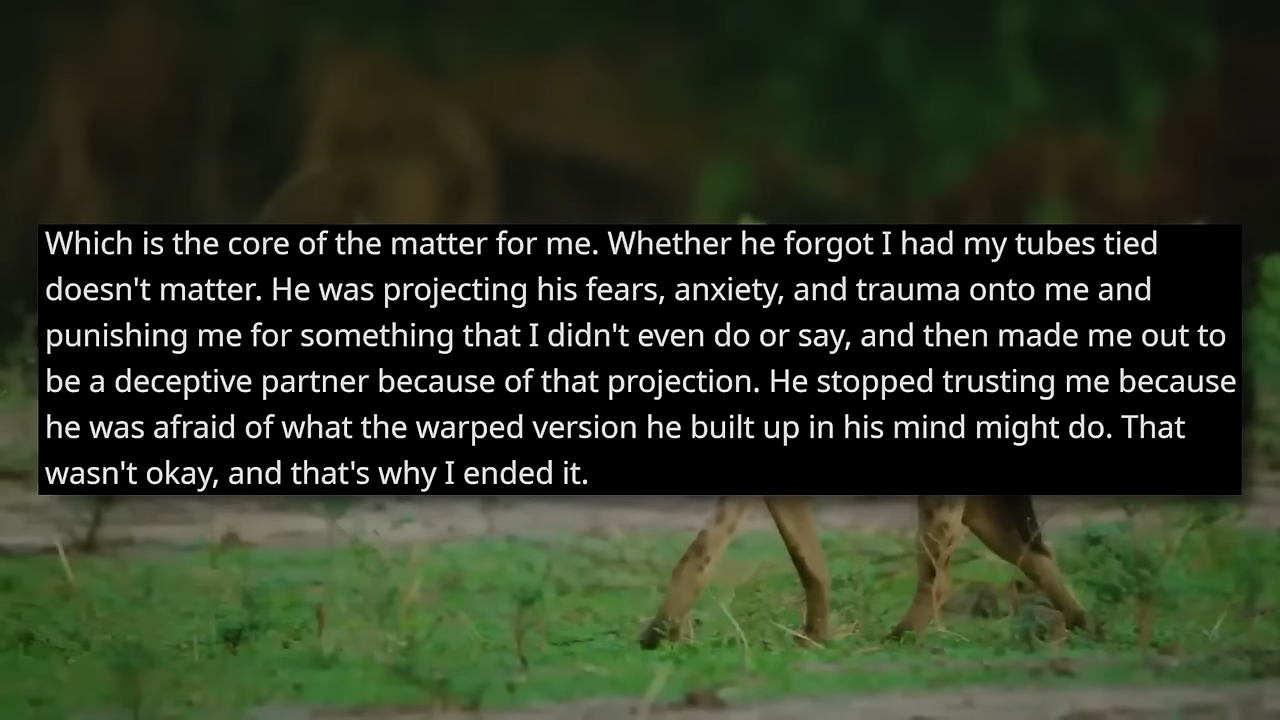 Which is the core of the matter for me. Whether he forgot I had my tubes tied
doesn't matter. He was projecting his fears, anxiety, and trauma onto me and
punishing me for something that I didn't even do or say, and then made me out to
be a deceptive partner because of that projection. He stopped trusting me because
he was afraid of what the warped version he built up in his mind might do. That
wasn't okay, and that's why I ended it.